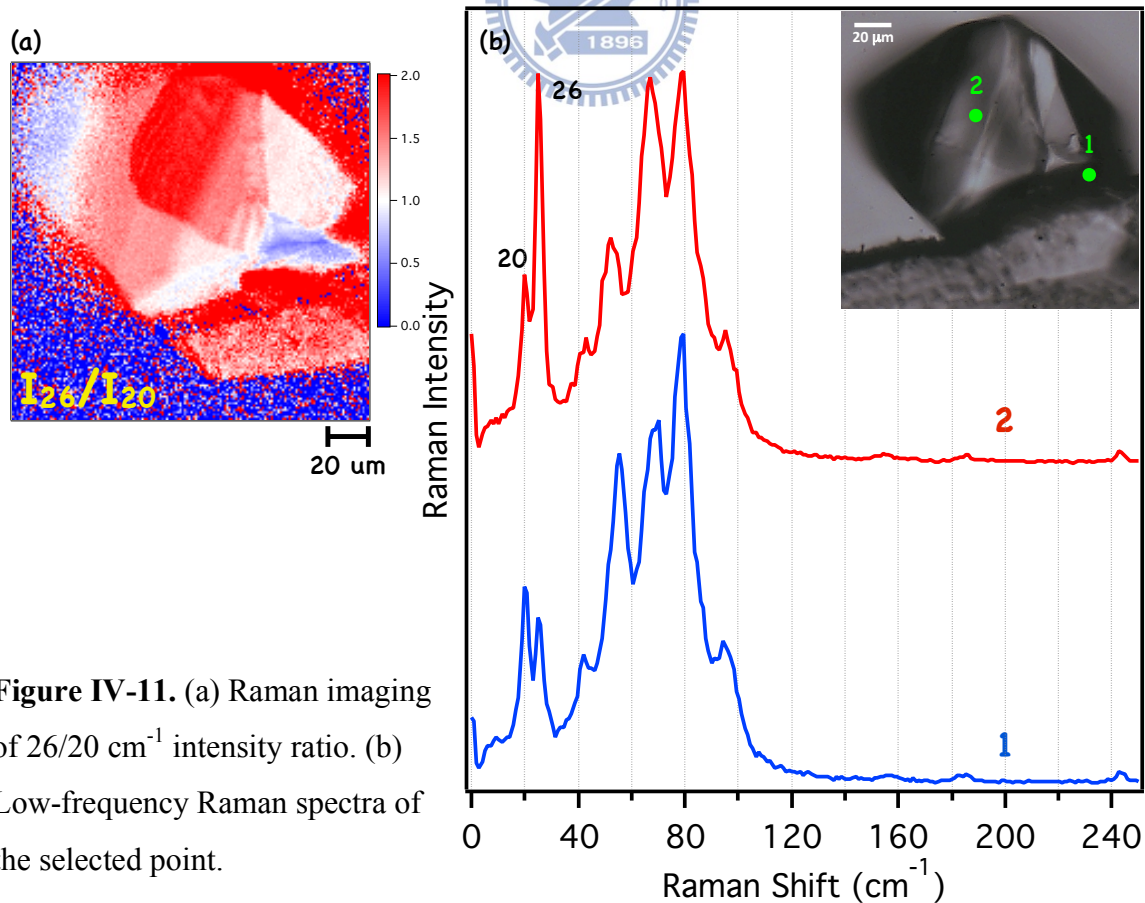 (a)
2.0
1.5
1.0
0.5
0.0
I26/I20
20 um
(b)
1896
26
20
20 μm
2
1
2
1
Raman Intensity
0 40 80 120 160 200 240
Raman Shift (cm-1)
Figure IV-11. (a) Raman imaging
of 26/20 cm-1 intensity ratio. (b)
Low-frequency Raman spectra of
the selected point.